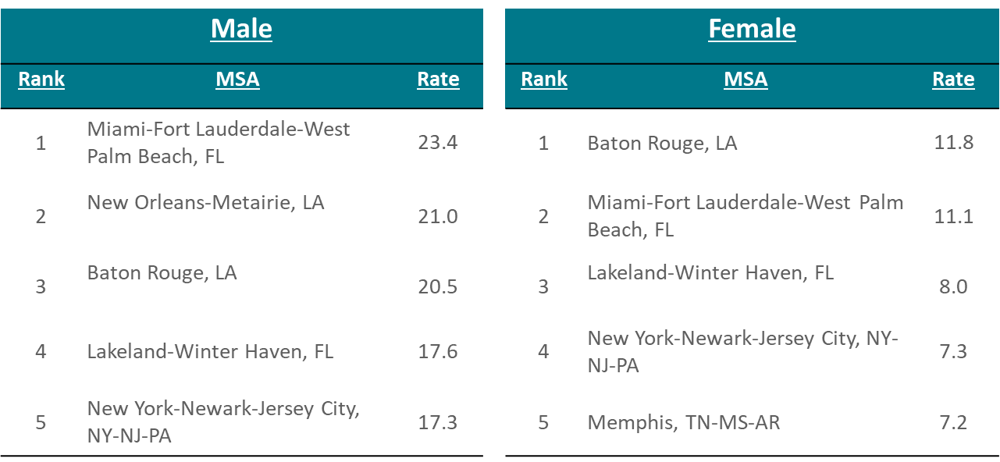 Male
Rank MSA Rate
1 Miami-Fort Lauderdale-West
Palm Beach, FL 23.4
2 New Orleans-Metairie, LA 21.0
3 Baton Rouge, LA 20.5
4 Lakeland-Winter Haven, FL 17.6
5 New York-Newark-Jersey City,
NY-NJ-PA 17.3
Female
Rank MSA Rate
1 Baton Rouge, LA 11.8
2 Miami-Fort Lauderdale-West Palm
Beach, FL 11.1
3 Lakeland-Winter Haven, FL 8.0
4 New York-Newark-Jersey City, NY-
NJ-PA 7.3
5 Memphis, TN-MS-AR 7.2